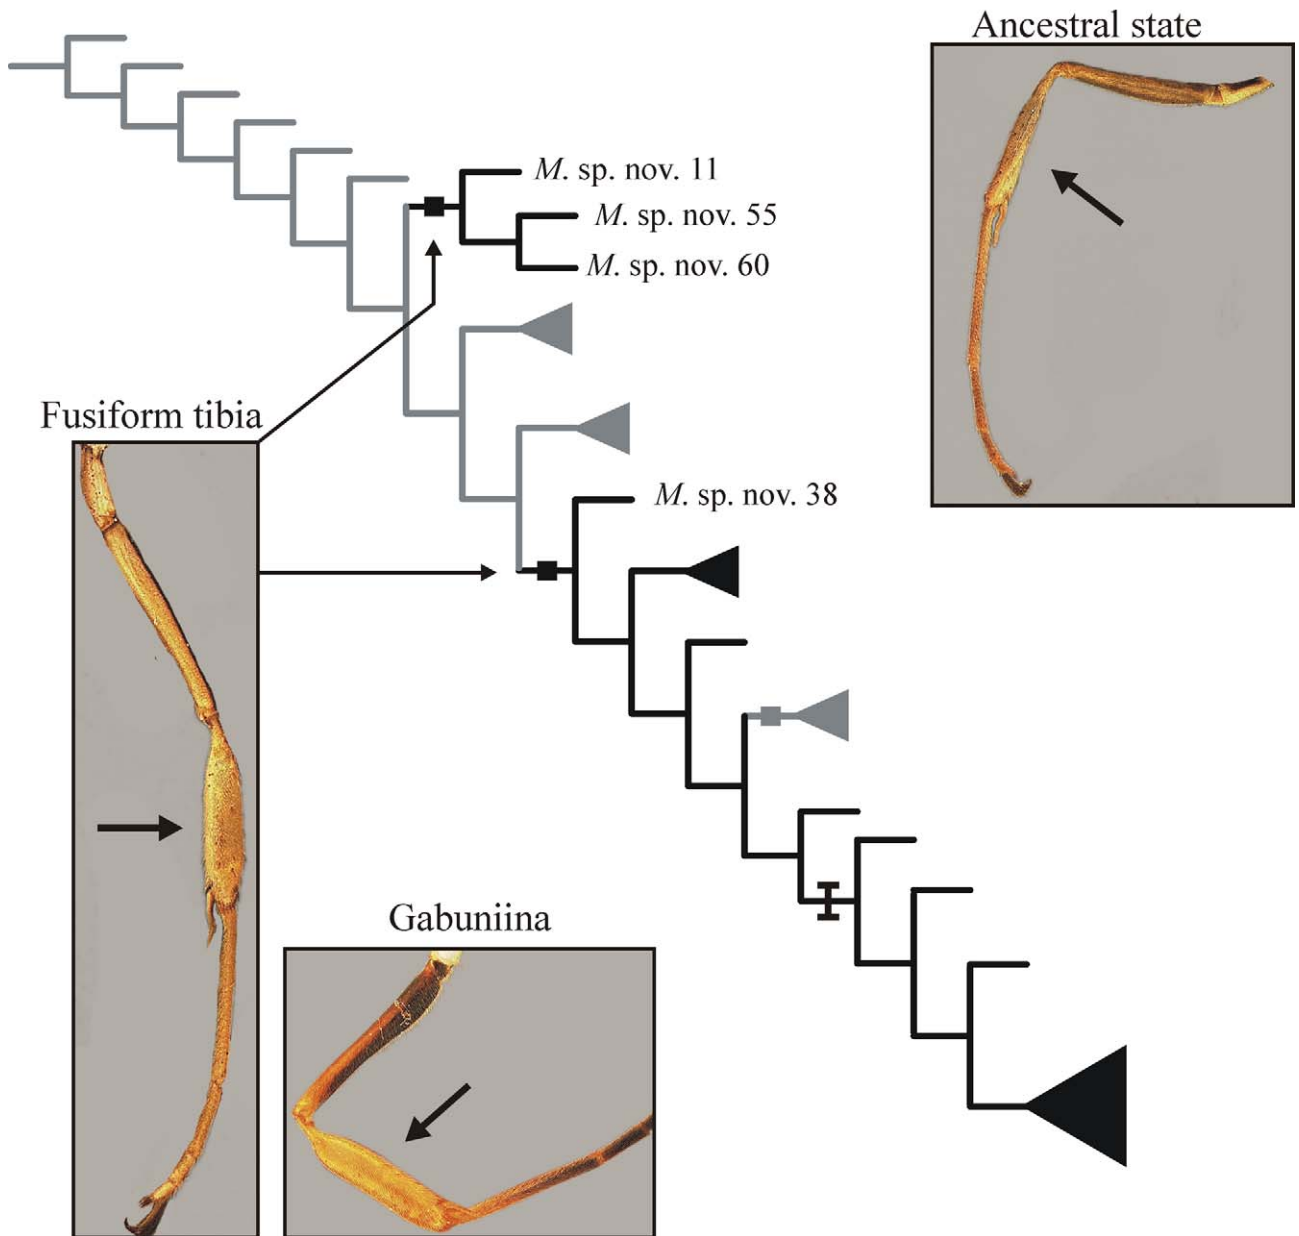 Ancestral state
M. sp. nov. 11
M. sp. nov. 55
M. sp. nov. 60
Fusiform tibia
M. sp. nov. 38
Gabuniina